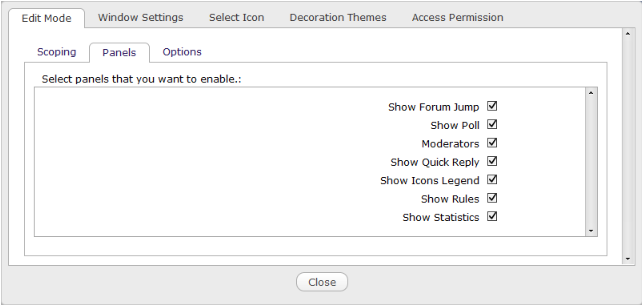 Edit Mode Window Settings Select Icon Decoration Themes Access Permission
Scoping Panels Options
Select panels that you want to enable.:
Show Forum Jump
Show Poll
Moderators
Show Quick Reply
Show Icons Legend
Show Rules
Show Statistics
Close